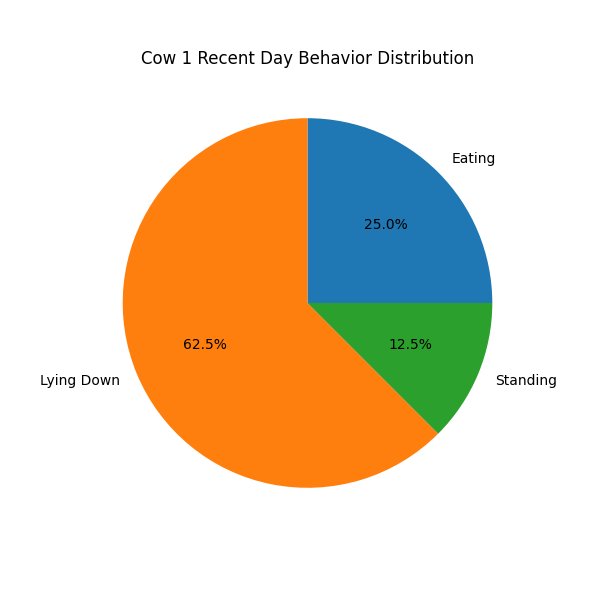 Cow 1 Recent Day Behavior Distribution
Eating
25.0%
62.5%
12.5%
Lying Down
Standing